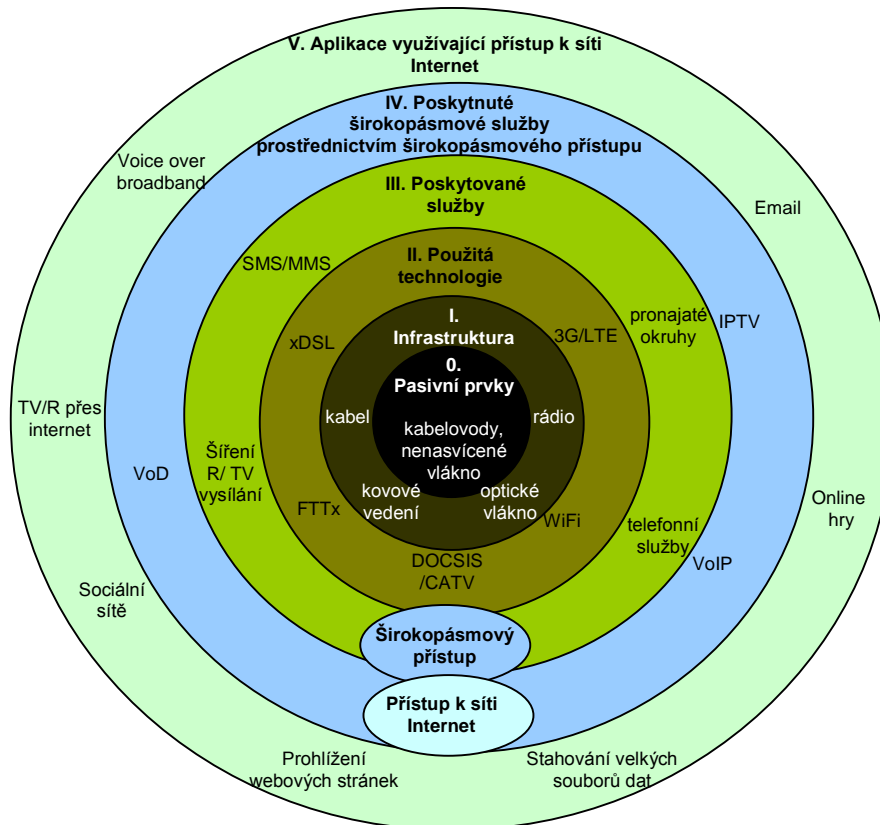 V. Aplikace využívající přístup k síti
Internet
IV. Poskytnuté
širokopásmové služby
prostřednictvím širokopásmového přístupu
Voice over
broadband
III. Poskytované
služby
Email
SMS/MMS
II. Použitá
technologie
pronajaté
okruhy
IPTV
I.
Infrastruktura
xDSL
3G/LTE
0.
Pasivní prvky
kabel
rádio
kabelovody,
nenasvícené
vlákno
TV/R přes
internet
VoD
Šíření
R/ TV
vysílání
kovové
vedení
optické
vlákno
FTTx
WiFi
telefonní
služby
VoIP
Online
hry
DOCSIS
/CATV
Sociální
sítě
Širokopásmový
přístup
Přístup k síti
Internet
Prohlížení
webových stránek
Stahování velkých
souborů dat